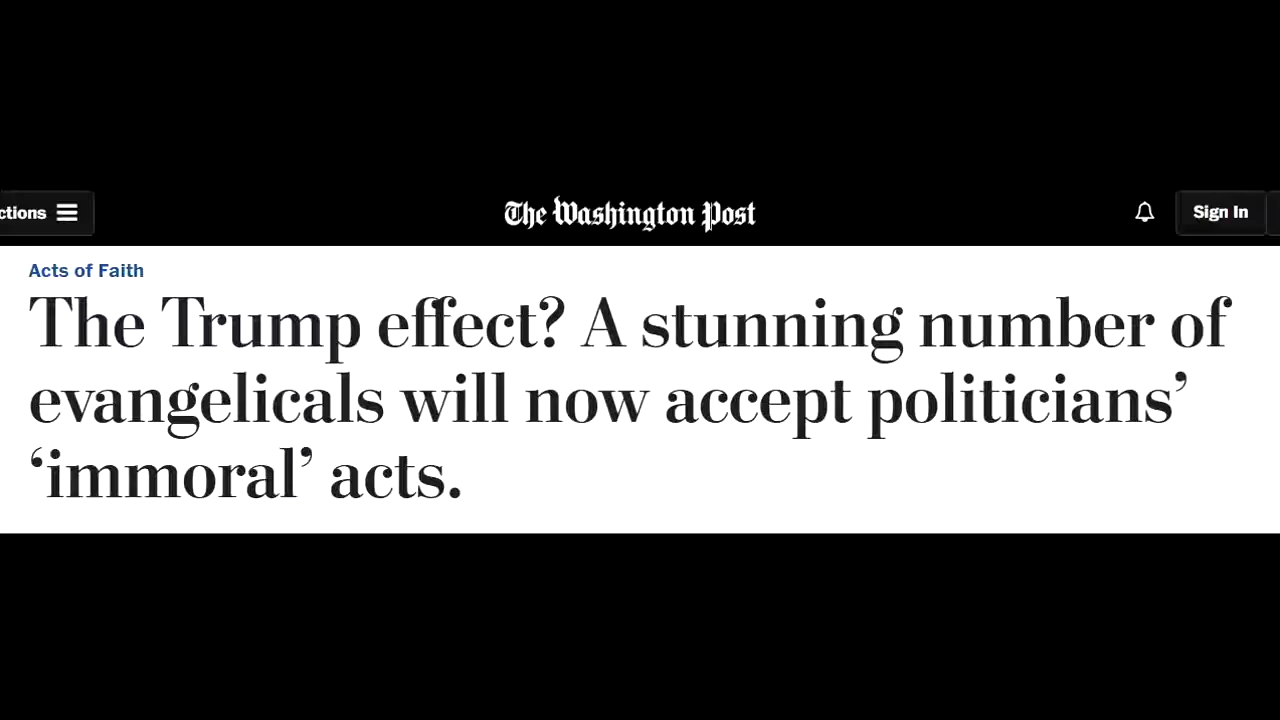 ctions
The Washington Post
Sign In
Acts of Faith
The Trump effect? A stunning number of
evangelicals will now accept politicians’
‘immoral’ acts.